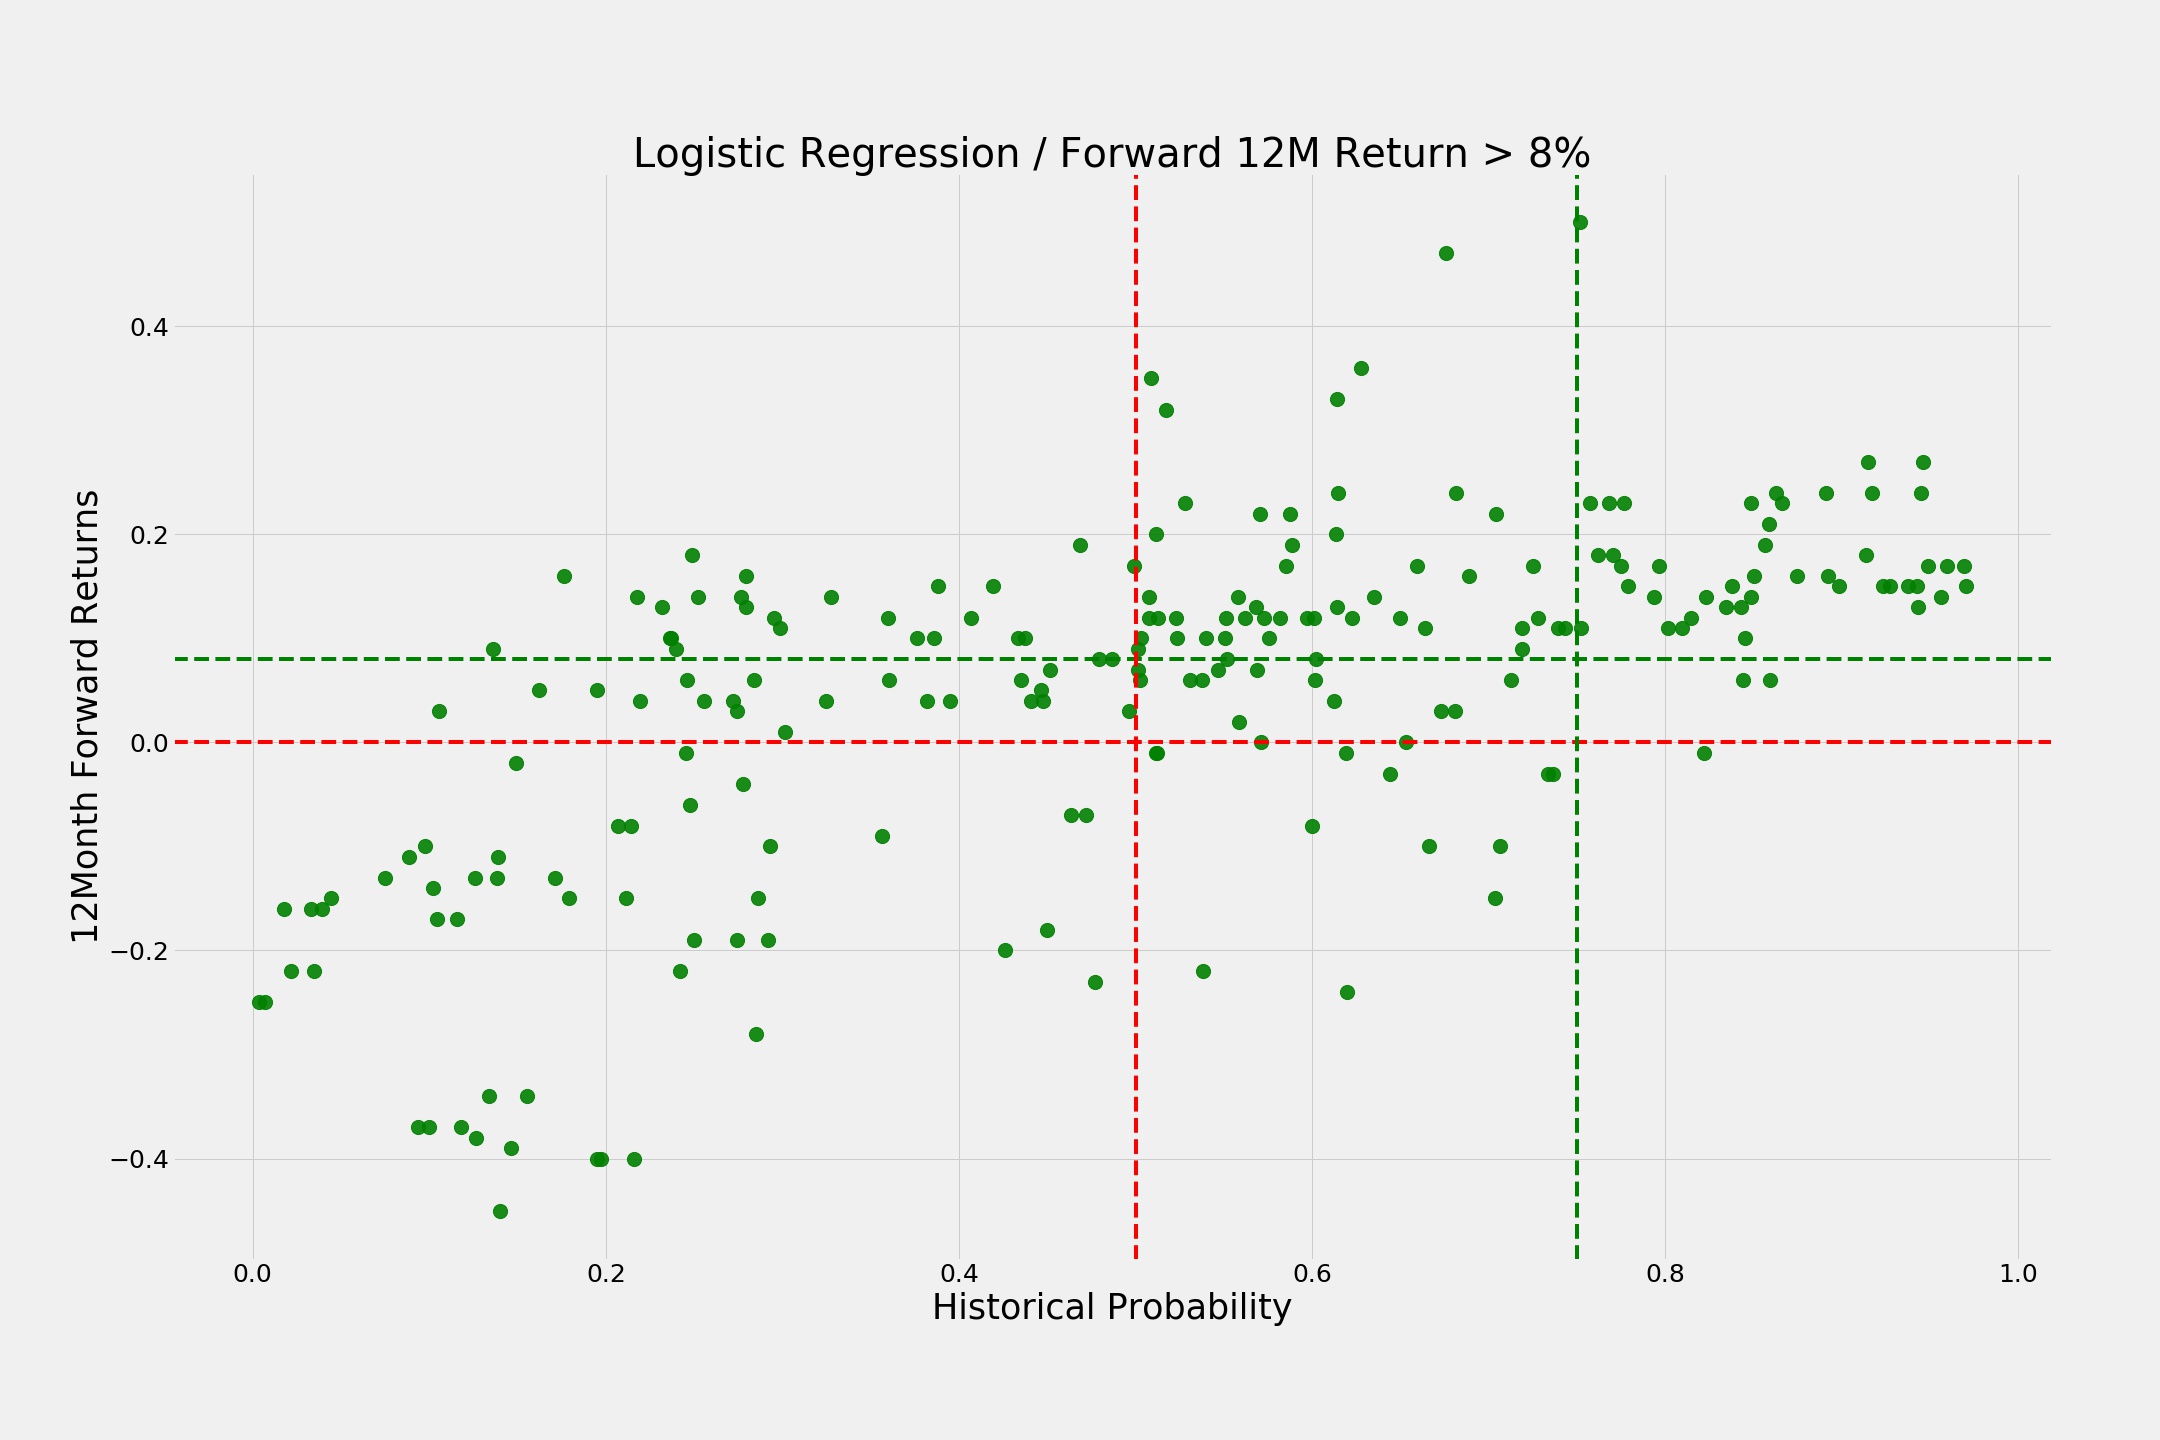 Logistic Regression / Forward 12M Return > 8%
12Month Forward Returns
0.4
0.2
0.0
−0.2
−0.4
0.0 0.2 0.4 0.6 0.8 1.0
Historical Probability